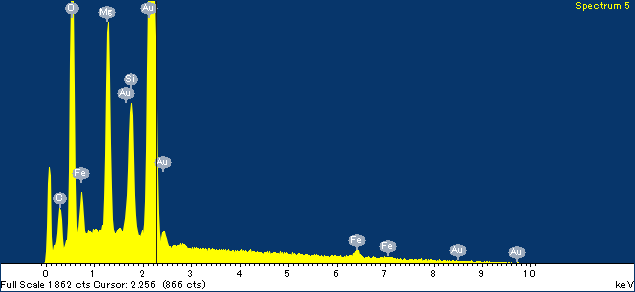 Spectrum 5
O Mg Au
Si
Au
Au
Fe
C
Fe Fe Au Au
0 1 2 3 4 5 6 7 8 9 10
Full Scale 1862 cts Cursor: 2.256 (866 cts) keV